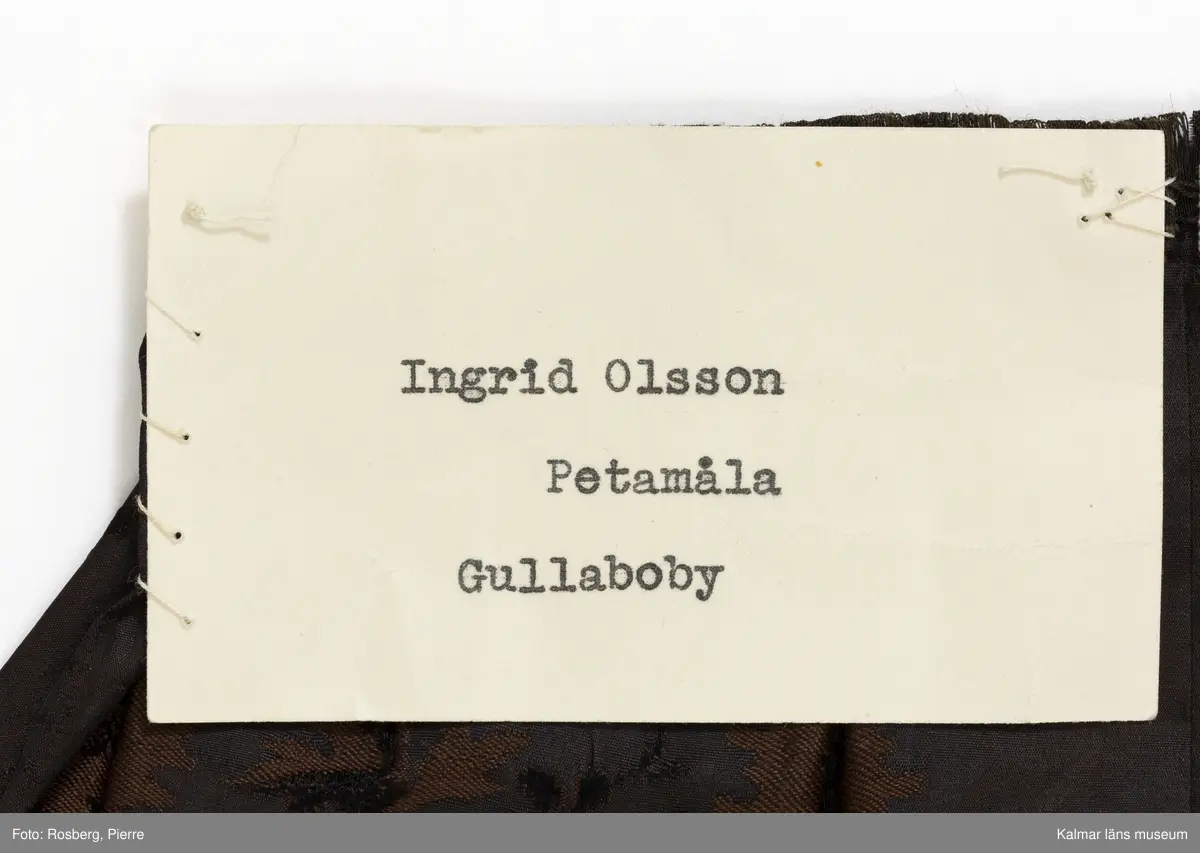 Ingrid Olsson
Petamåla
Gullaboby
Foto: Rosberg, Pierre
Kalmar läns museum